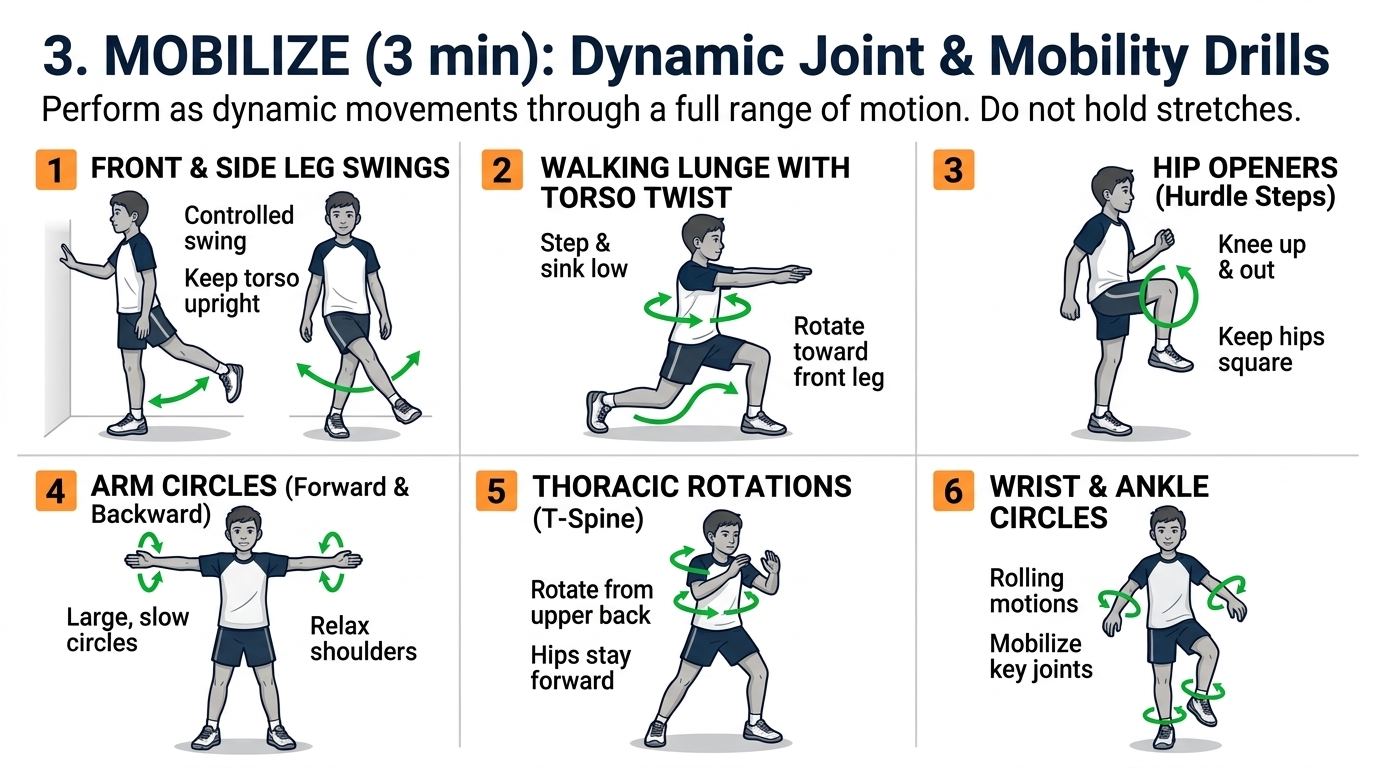 3. MOBILIZE (3 min): Dynamic Joint & Mobility Drills
Perform as dynamic movements through a full range of motion. Do not hold stretches.
1
FRONT & SIDE LEG SWINGS
Controlled
swing
Keep torso
upright
2
WALKING LUNGE WITH
TORSO TWIST
Step &
sink low
Rotate
toward
front leg
3
HIP OPENERS
(Hurdle Steps)
Knee up
& out
Keep hips
square
4
ARM CIRCLES (Forward &
Backward)
Large, slow
circles
Relax
shoulders
5
THORACIC ROTATIONS
(T-Spine)
Rotate from
upper back
Hips stay
forward
6
WRIST & ANKLE
CIRCLES
Rolling
motions
Mobilize
key joints